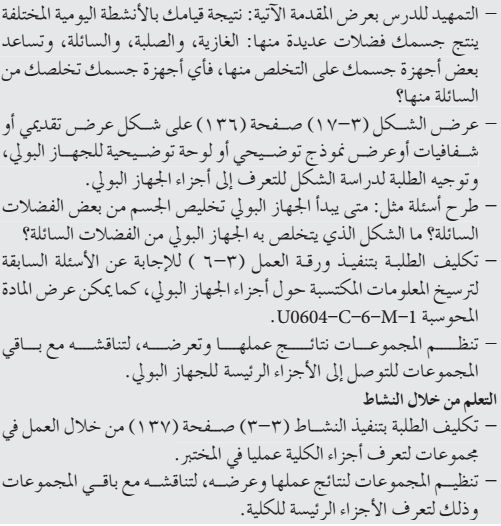 – التمهيد للدرس بعرض المقدمة الآتية: نتيجة قيامك بالأنشطة اليومية المختلفة
ينتج جسمك فضلات عديدة منها: الغازية، والصلبة، والسائلة، وتساعد
بعض أجهزة جسمك على التخلص منها، فأي أجهزة جسمك تخلصك من
السائلة منها؟
– عرض الشكل (٣–١٧) صفحة (١٣٦) على شكل عرض تقديمي أو
شفافيات أوعرض نموذج توضيحي أو لوحة توضيحية للجهاز البولي،
وتوجيه الطلبة لدراسة الشكل للتعرف إلى أجزاء الجهاز البولي.
– طرح أسئلة مثل: متى يبدأ الجهاز البولي تخليص الجسم من بعض الفضلات
السائلة؟ ما الشكل الذي يتخلص به الجهاز البولي من الفضلات السائلة؟
– تكليف الطلبة بتنفيذ ورقة العمل (٣–٦ ) للإجابة عن الأسئلة السابقة
لترسيخ المعلومات المكتسبة حول أجزاء الجهاز البولي، كما يمكن عرض المادة
المحوسبة U0604–C–6–M–1.
– تنظم المجموعات نتائج عملها وتعرضه، لتناقشه مع باقي
المجموعات للتوصل إلى الأجزاء الرئيسة للجهاز البولي.
التعلم من خلال النشاط
– تكليف الطلبة بتنفيذ النشاط (٣–٣) صفحة (١٣٧) من خلال العمل في
مجموعات لتعرف أجزاء الكلية عمليا في المختبر.
– تنظيم المجموعات لنتائج عملها وعرضه، لتناقشه مع باقي المجموعات
وذلك لتعرف الأجزاء الرئيسة للكلية.